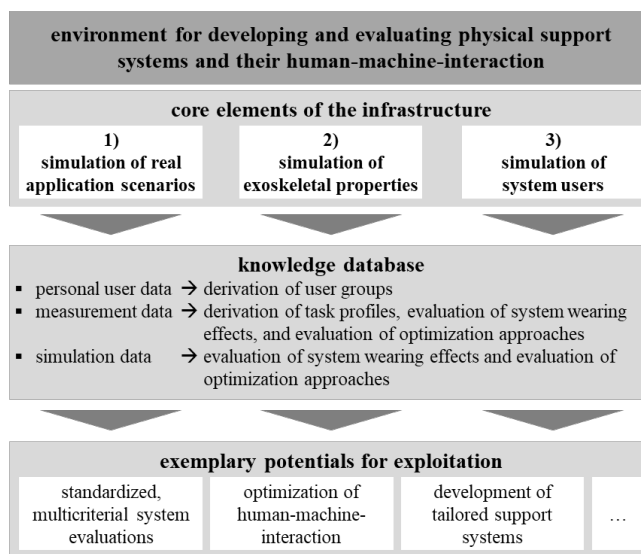 environment for developing and evaluating physical support
systems and their human-machine-interaction
core elements of the infrastructure
1)
simulation of real
application scenarios
2)
simulation of
exoskeletal properties
3)
simulation of
system users
knowledge database
▪ personal user data → derivation of user groups
▪ measurement data → derivation of task profiles, evaluation of system wearing
effects, and evaluation of optimization approaches
▪ simulation data → evaluation of system wearing effects and evaluation of
optimization approaches
exemplary potentials for exploitation
standardized,
multicriterial system
evaluations
optimization of
human-machine-
interaction
development of
tailored support
systems
…